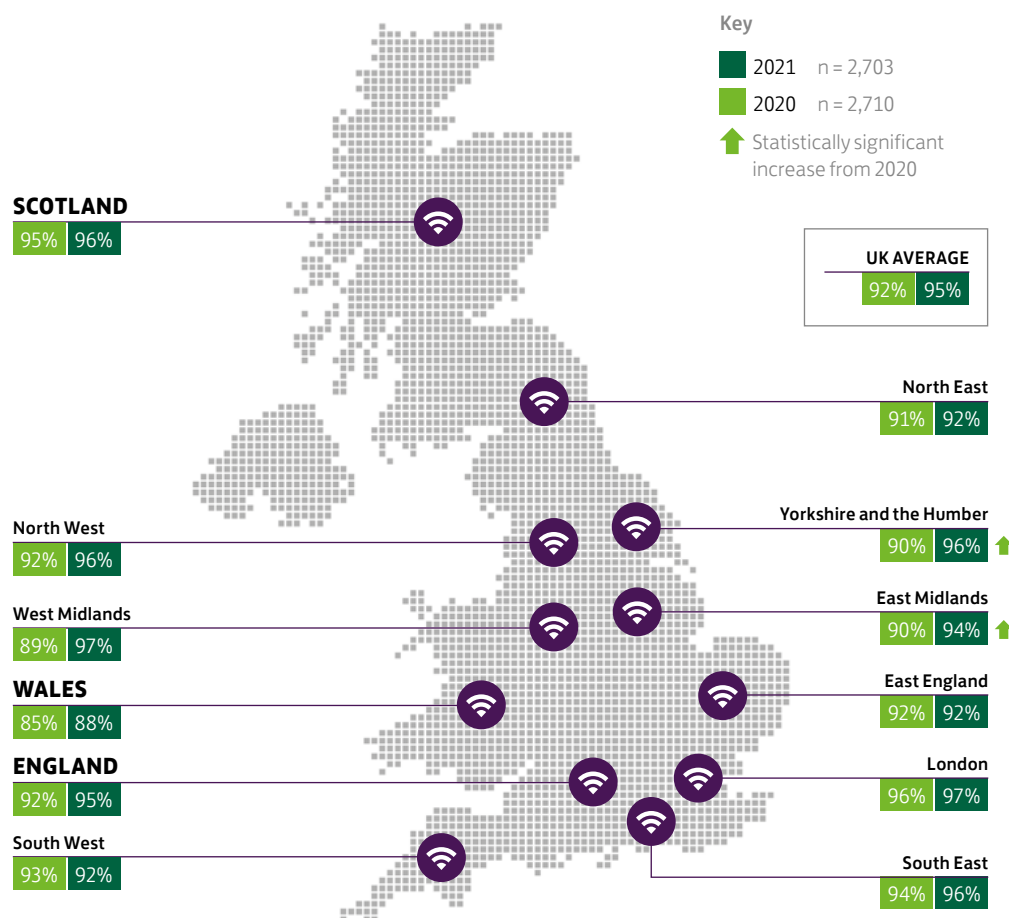 Key
2021 n = 2,703
2020 n = 2,710
Statistically significant
increase from 2020
SCOTLAND
95% 96%
UK AVERAGE
92% 95%
North East
91% 92%
North West
92% 96%
Yorkshire and the Humber
90% 96%
West Midlands
89% 97%
East Midlands
90% 94%
WALES
85% 88%
East England
92% 92%
ENGLAND
92% 95%
London
96% 97%
South West
93% 92%
South East
94% 96%